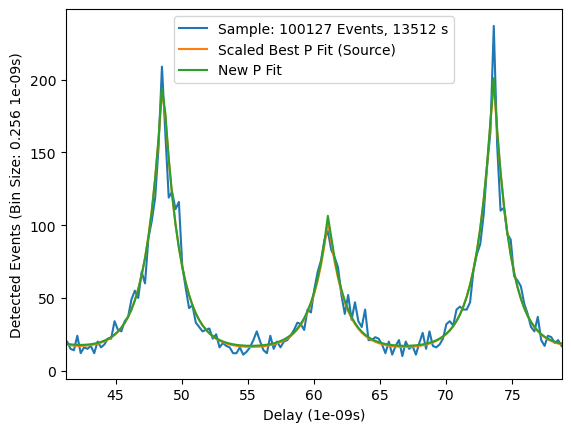 Sample: 100127 Events, 13512 s
Scaled Best P Fit (Source)
New P Fit
Detected Events (Bin Size: 0.256 1e-09s)
200
150
100
50
0
45
50
55
60
65
70
75
Delay (1e-09s)